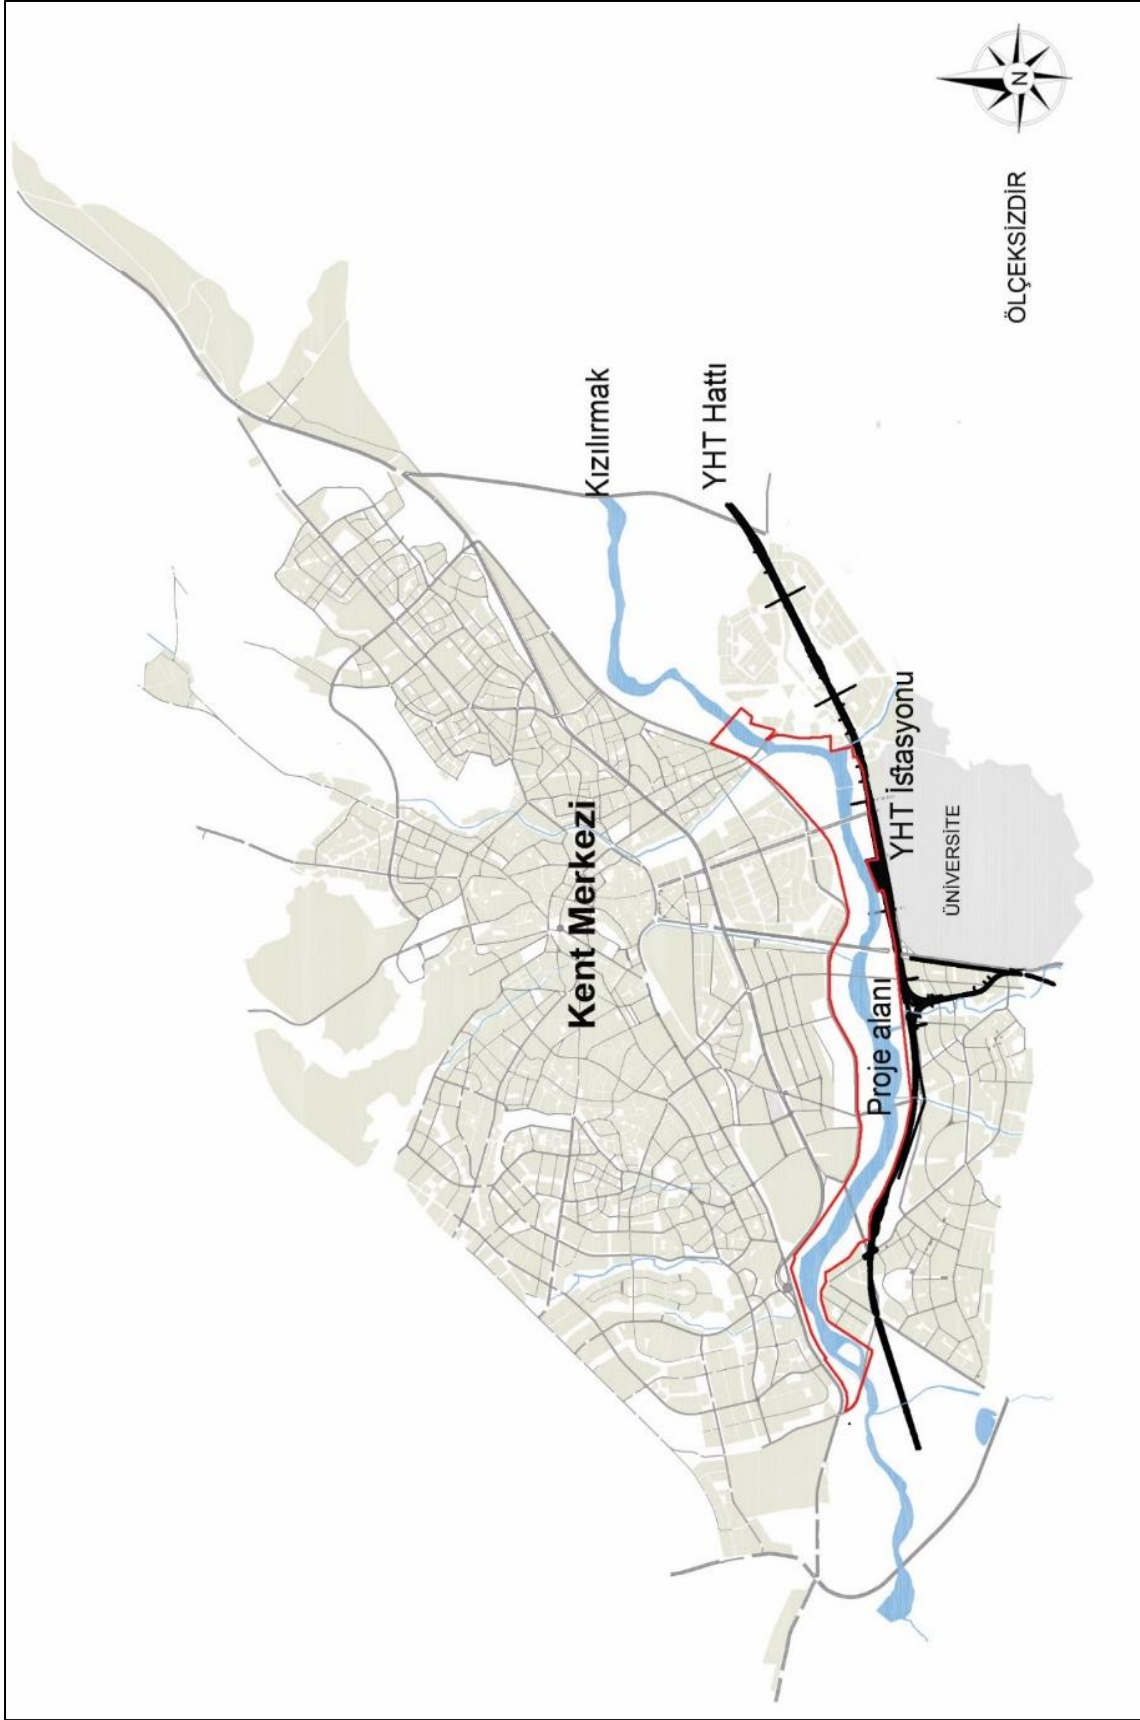 N
ÖLÇEKSİZDİR
Kızılırmak
YHT Hattı
Kent Merkezi
YHT İstasyonu
ÜNİVERSİTE
Proje alanı